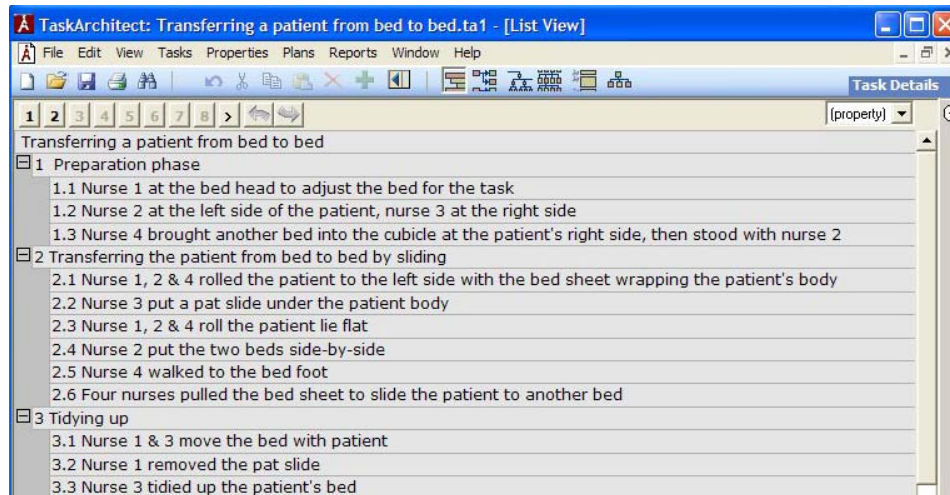 TaskArchitect: Transferring a patient from bed to bed.ta1 - [List View]
File Edit View Tasks Properties Plans Reports Window Help
Task Details
1 2 3 4 5 6 7 8 > (property)
Transferring a patient from bed to bed
1 Preparation phase
1.1 Nurse 1 at the bed head to adjust the bed for the task
1.2 Nurse 2 at the left side of the patient, nurse 3 at the right side
1.3 Nurse 4 brought another bed into the cubicle at the patient's right side, then stood with nurse 2
2 Transferring the patient from bed to bed by sliding
2.1 Nurse 1, 2 & 4 rolled the patient to the left side with the bed sheet wrapping the patient's body
2.2 Nurse 3 put a pat slide under the patient body
2.3 Nurse 1, 2 & 4 roll the patient lie flat
2.4 Nurse 2 put the two beds side-by-side
2.5 Nurse 4 walked to the bed foot
2.6 Four nurses pulled the bed sheet to slide the patient to another bed
3 Tidying up
3.1 Nurse 1 & 3 move the bed with patient
3.2 Nurse 1 removed the pat slide
3.3 Nurse 3 tidied up the patient's bed